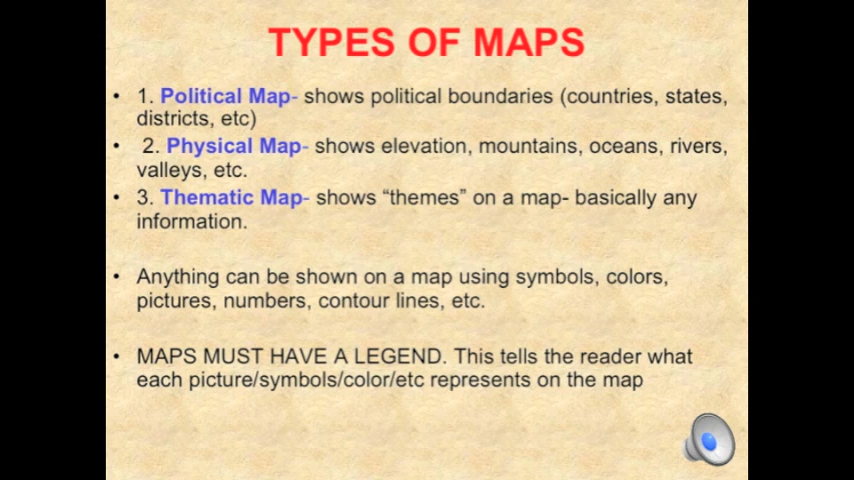 TYPES OF MAPS
• 1. Political Map- shows political boundaries (countries, states,
districts, etc)
• 2. Physical Map- shows elevation, mountains, oceans, rivers,
valleys, etc.
• 3. Thematic Map- shows “themes” on a map- basically any
information.
• Anything can be shown on a map using symbols, colors,
pictures, numbers, contour lines, etc.
• MAPS MUST HAVE A LEGEND. This tells the reader what
each picture/symbols/color/etc represents on the map